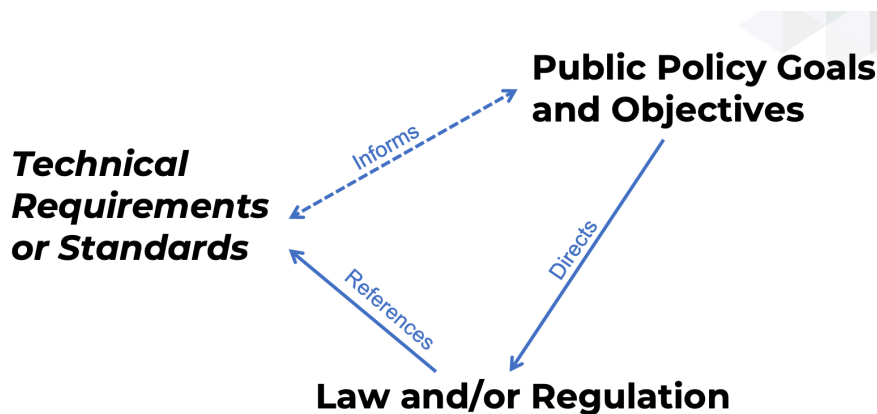 Public Policy Goals
and Objectives
Informs
Technical
Requirements
or Standards
Directs
References
Law and/or Regulation